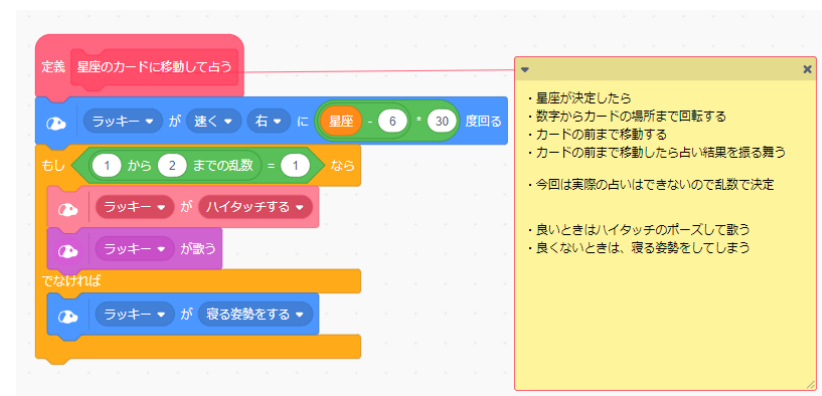 定義 星座のカードに移動して占う
ラッキー が 速く 右 に 星座 - 6 * 30 度回る
もし 1 から 2 までの乱数 = 1 なら
ラッキー が ハイタッチする
ラッキー が歌う
でなければ
ラッキー が 寝る姿勢をする
・星座が決定したら
・数字からカードの場所まで回転する
・カードの前まで移動する
・カードの前まで移動したら占い結果を振る舞う
・今回は実際の占いはできないので乱数で決定
・良いときはハイタッチのポーズして歌う
・良くないときは、寝る姿勢をしてしまう